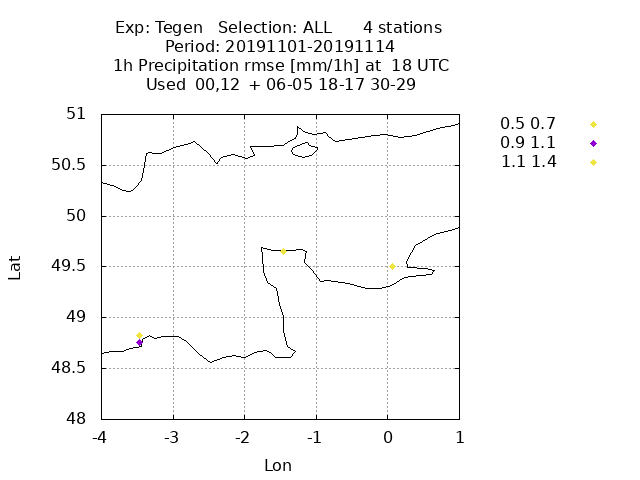 Exp: Tegen Selection: ALL 4 stations
Period: 20191101-20191114
1h Precipitation rmse [mm/1h] at 18 UTC
Used 00,12 + 06-05 18-17 30-29
0.5 0.7
0.9 1.1
1.1 1.4
51
50.5
50
49.5
49
48.5
48
Lat
-4 -3 -2 -1 0 1
Lon